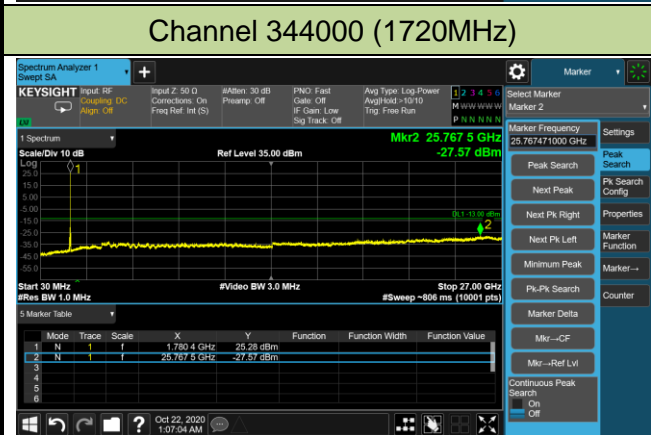 Channel 344000 (1720MHz)
Spectrum Analyzer 1
Swept SA
KEYSIGHT
Input: RF
Coupling: DC
Align: Off
Input Z: 50 Ω
Corrections: On
Freq Ref: Int (S)
#Atten: 30 dB
Preamp: Off
PNO: Fast
Gate: Off
IF Gain: Low
Sig Track: Off
Avg Type: Log-Power
Avg|Hold:>10/10
Trig: Free Run
1 2 3 4 5 6
M W W W W W
P N N N N N
1 Spectrum
Scale/Div 10 dB
Ref Level 35.00 dBm
Mkr2 25.767 5 GHz
-27.57 dBm
Log
25.0
15.0
5.00
-5.00
-15.0
-25.0
-35.0
-45.0
-55.0
1
DL1 -13.00 dBm
2
Start 30 MHz
#Video BW 3.0 MHz
Stop 27.00 GHz
#Res BW 1.0 MHz
#Sweep ~806 ms (10001 pts)
5 Marker Table
Mode Trace Scale X Y Function Function Width Function Value
1 N 1 f 1.780 4 GHz 25.28 dBm
2 N 1 f 25.767 5 GHz -27.57 dBm
3
4
5
6
Oct 22, 2020
1:07:04 AM
Marker
Select Marker
Marker 2
Marker Frequency
25.767471000 GHz
Peak Search
Next Peak
Next Pk Right
Next Pk Left
Minimum Peak
Pk-Pk Search
Marker Delta
Mkr→CF
Mkr→Ref Lvl
Continuous Peak
Search
On
Off
Settings
Peak
Search
Pk Search
Config
Properties
Marker
Function
Marker→
Counter